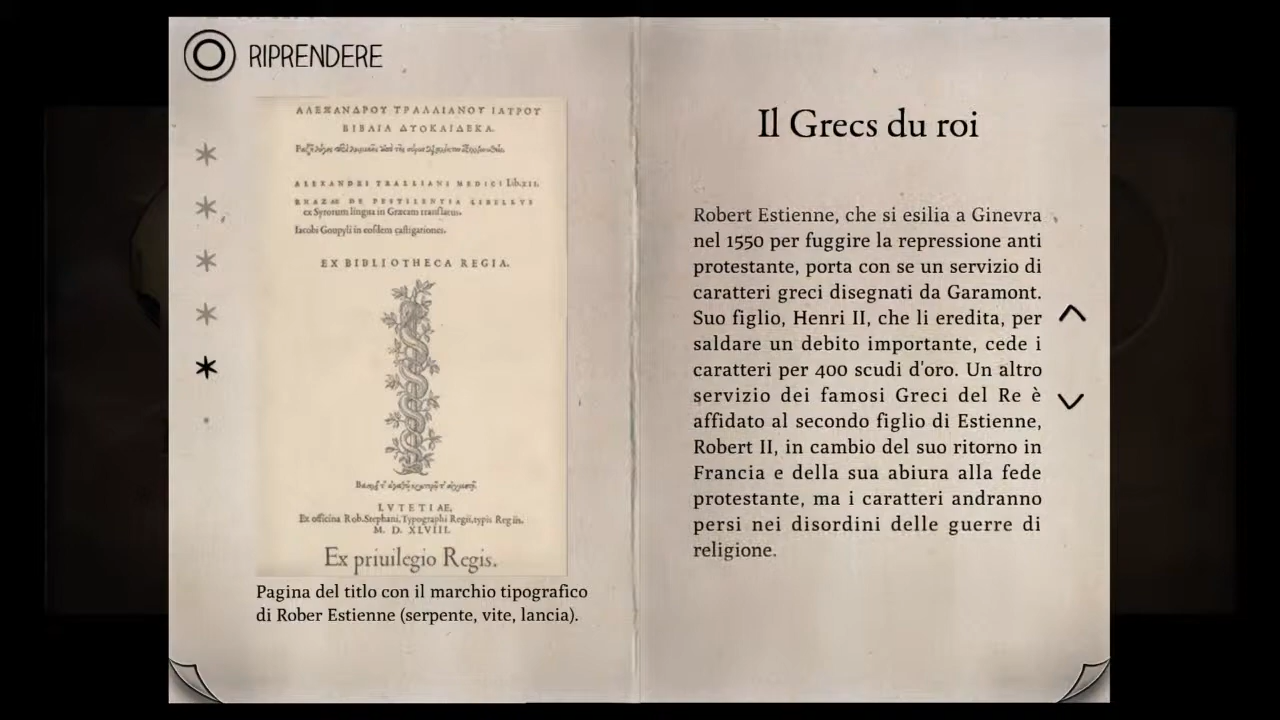 RIPRENDERE
ΑΛΕΞΑΝΔΡΟΥ ΤΡΑΛΛΙΑΝΟΥ ΙΑΤΡΟΥ
ΒΙΒΛΙΑ ΔΥΟΚΑΙΔΕΚΑ.
ALEXANDRI TRALLIANI MEDICI Lib.XII.
RHAZAE DE PESTILENTIA LIBELLVS
ex Syrorum lingua in Græcam translatus.
Iacobi Goupyli in eosdem castigationes.
EX BIBLIOTHECA REGIA.
LVTETIAE,
Ex officina Rob.Stephani,Typographi Regii,typis Regiis.
M. D. XLVIII.
Ex priuilegio Regis.
Pagina del titlo con il marchio tipografico
di Rober Estienne (serpente, vite, lancia).
Il Grecs du roi
Robert Estienne, che si esilia a Ginevra
nel 1550 per fuggire la repressione anti
protestante, porta con se un servizio di
caratteri greci disegnati da Garamont.
Suo figlio, Henri II, che li eredita, per
saldare un debito importante, cede i
caratteri per 400 scudi d'oro. Un altro
servizio dei famosi Greci del Re è
affidato al secondo figlio di Estienne,
Robert II, in cambio del suo ritorno in
Francia e della sua abiura alla fede
protestante, ma i caratteri andranno
persi nei disordini delle guerre di
religione.